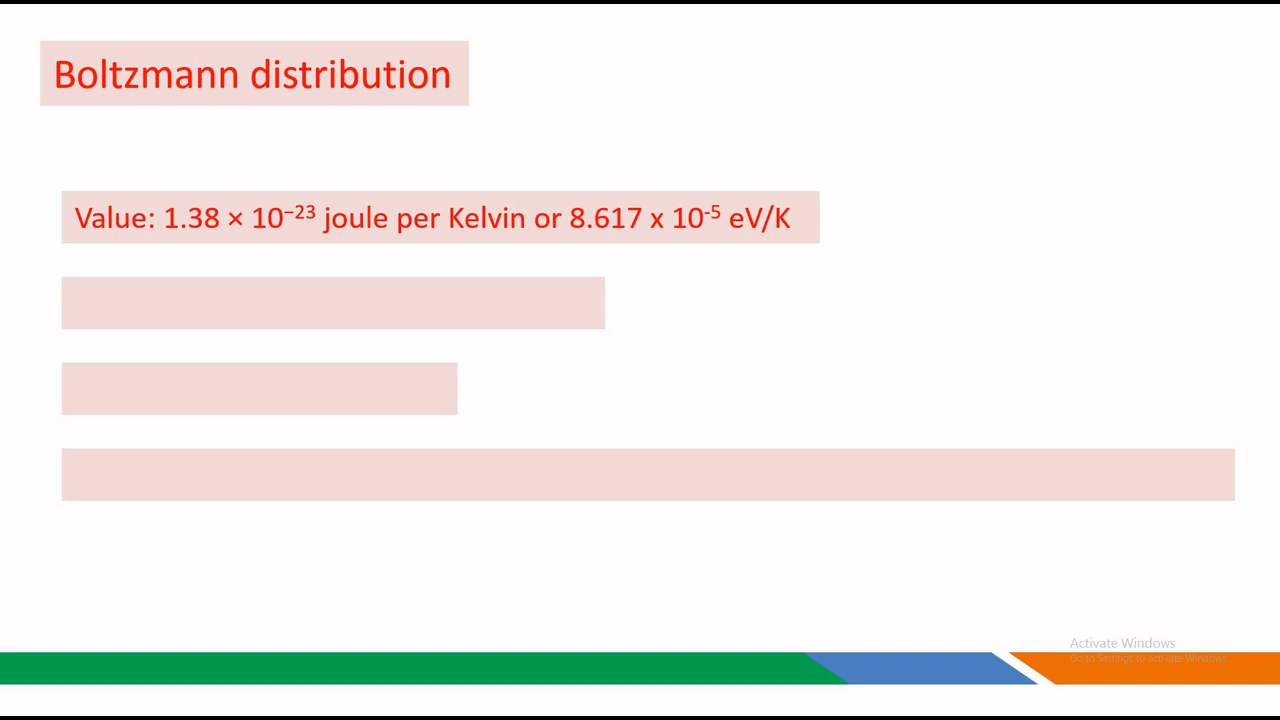 Boltzmann distribution
Value: 1.38 × 10⁻²³ joule per Kelvin or 8.617 x 10⁻⁵ eV/K
Activate Windows
Go to Settings to activate Windows.